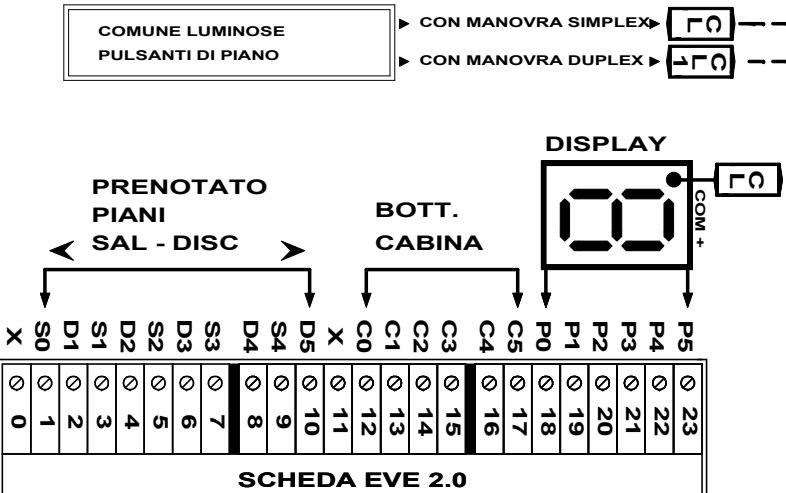 COMUNE LUMINOSE
PULSANTI DI PIANO
CON MANOVRA SIMPLEX
CL
CON MANOVRA DUPLEX
CL1
DISPLAY
CL
COM +
PRENOTATO
PIANI
SAL - DISC
BOTT.
CABINA
X S0 D1 S1 D2 S2 D3 S3 D4 S4 D5 X C0 C1 C2 C3 C4 C5 P0 P1 P2 P3 P4 P5
0 1 2 3 4 5 6 7 8 9 10 11 12 13 14 15 16 17 18 19 20 21 22 23
SCHEDA EVE 2.0